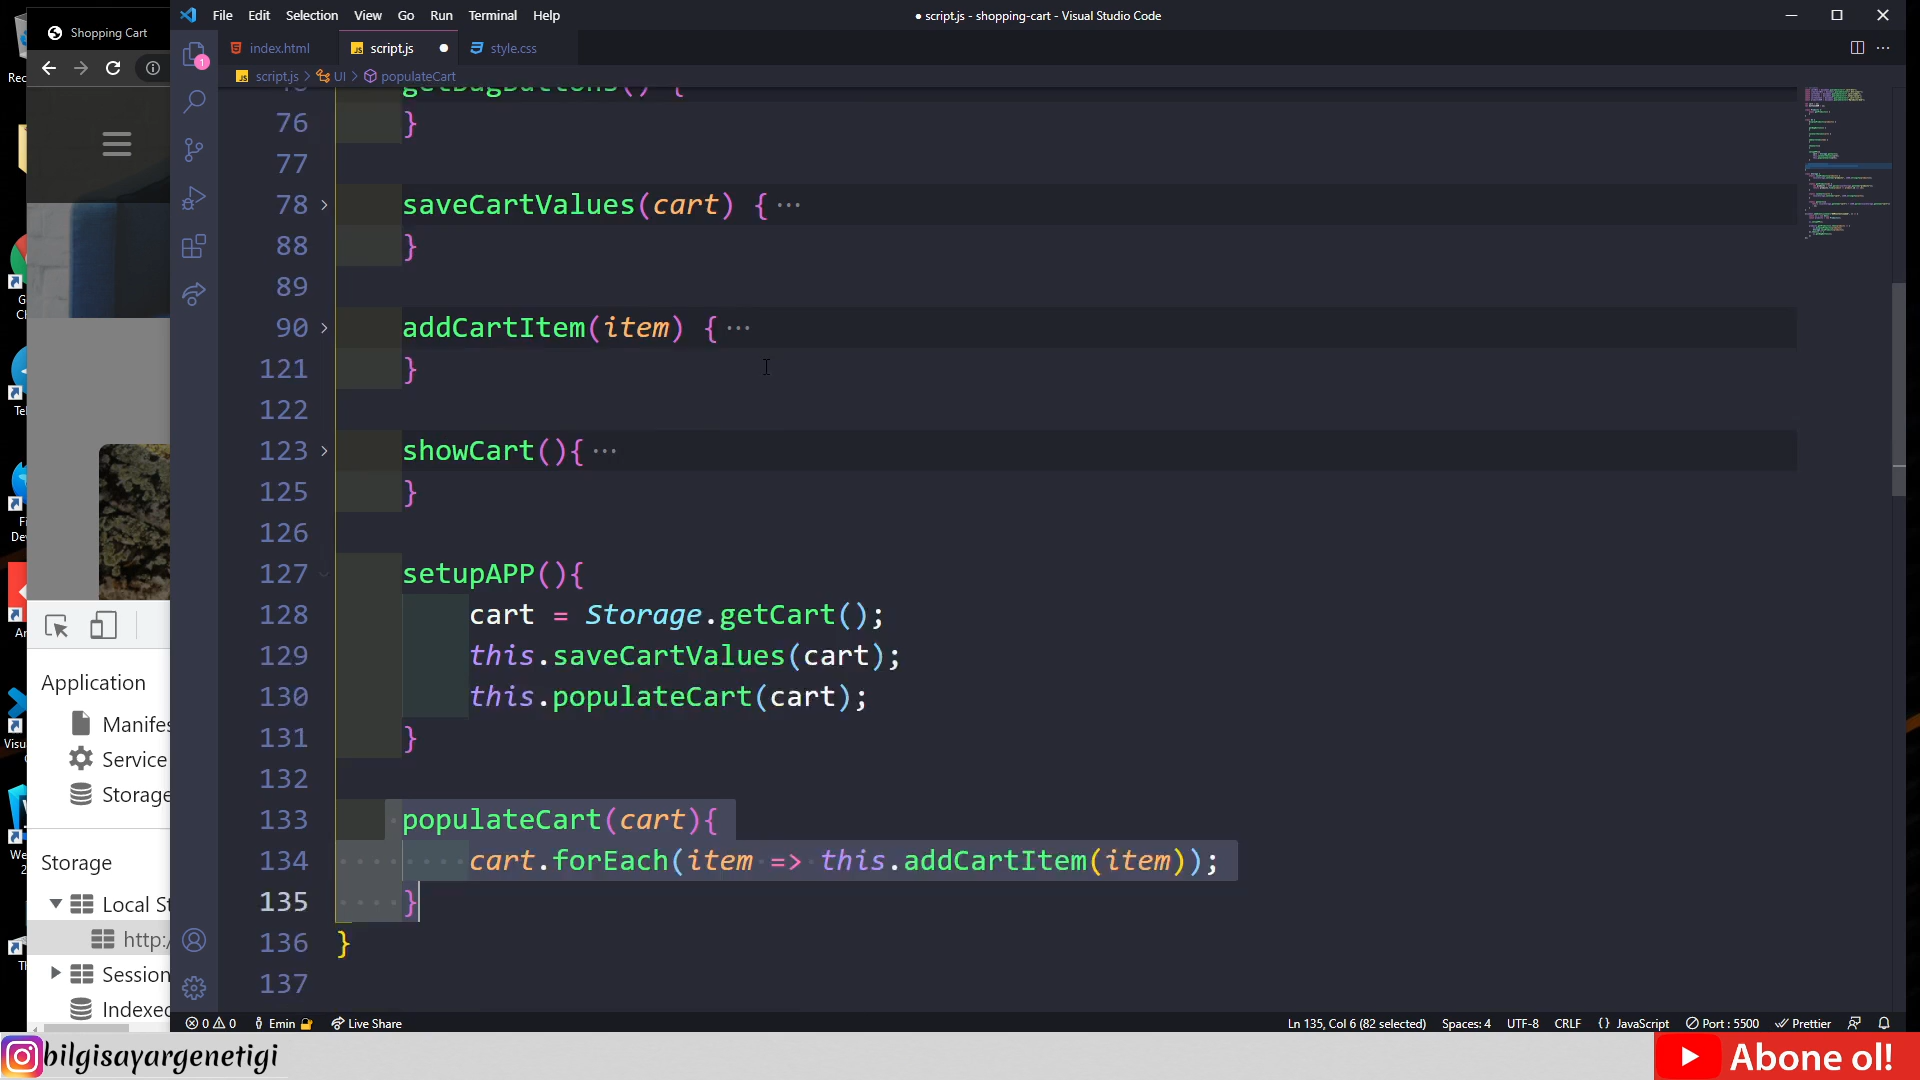 File Edit Selection View Go Run Terminal Help
● script.js - shopping-cart - Visual Studio Code
Shopping Cart
index.html
script.js
style.css
script.js > UI > populateCart
76 }
77
78 saveCartValues(cart) {···
88 }
89
90 addCartItem(item) {···
121 }
122
123 showCart(){···
125 }
126
127 setupAPP(){
128 cart = Storage.getCart();
129 this.saveCartValues(cart);
130 this.populateCart(cart);
131 }
132
133 populateCart(cart){
134 cart.forEach(item => this.addCartItem(item));
135 }
136 }
137
Application
Manifes
Service
Storage
Storage
Local St
http:/
Session
Indexed
0 0 Emin Live Share
Ln 135, Col 6 (82 selected) Spaces: 4 UTF-8 CRLF {} JavaScript Port : 5500 Prettier
bilgisayargenetigi
Abone ol!